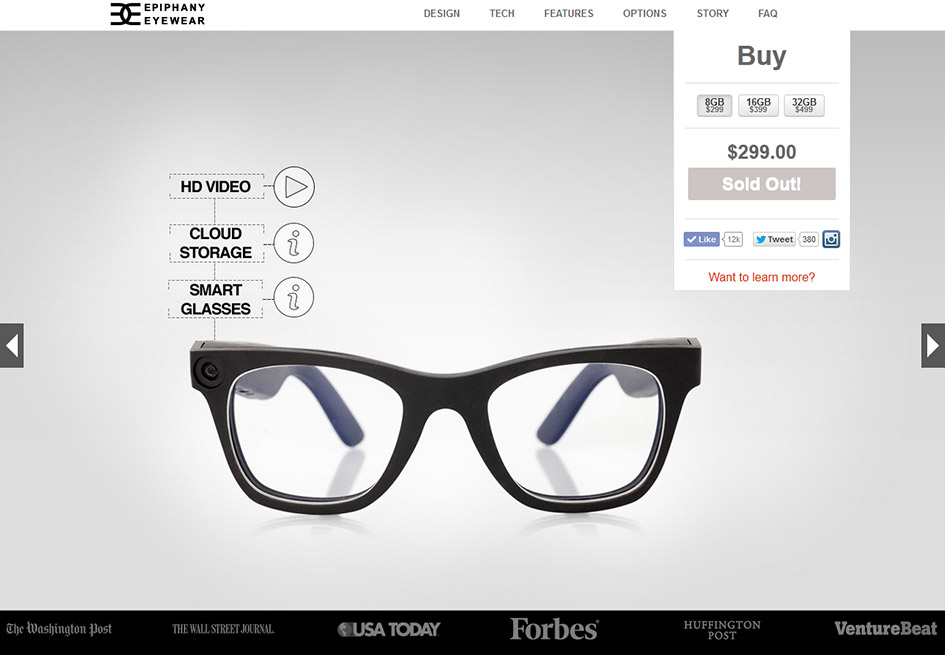 EPIPHANY
EYEWEAR
DESIGN TECH FEATURES OPTIONS STORY FAQ
Buy
8GB 16GB 32GB
$299 $399 $499
$299.00
Sold Out!
Like 12k Tweet 380
Want to learn more?
HD VIDEO
CLOUD
STORAGE
SMART
GLASSES
The Washington Post
THE WALL STREET JOURNAL.
USA TODAY
Forbes
HUFFINGTON
POST
VentureBeat